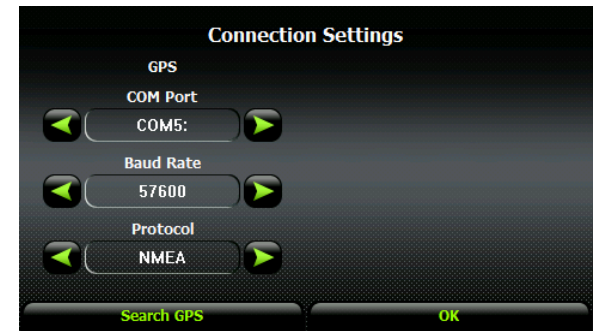 Connection Settings
GPS
COM Port
COM5:
Baud Rate
57600
Protocol
NMEA
Search GPS
OK